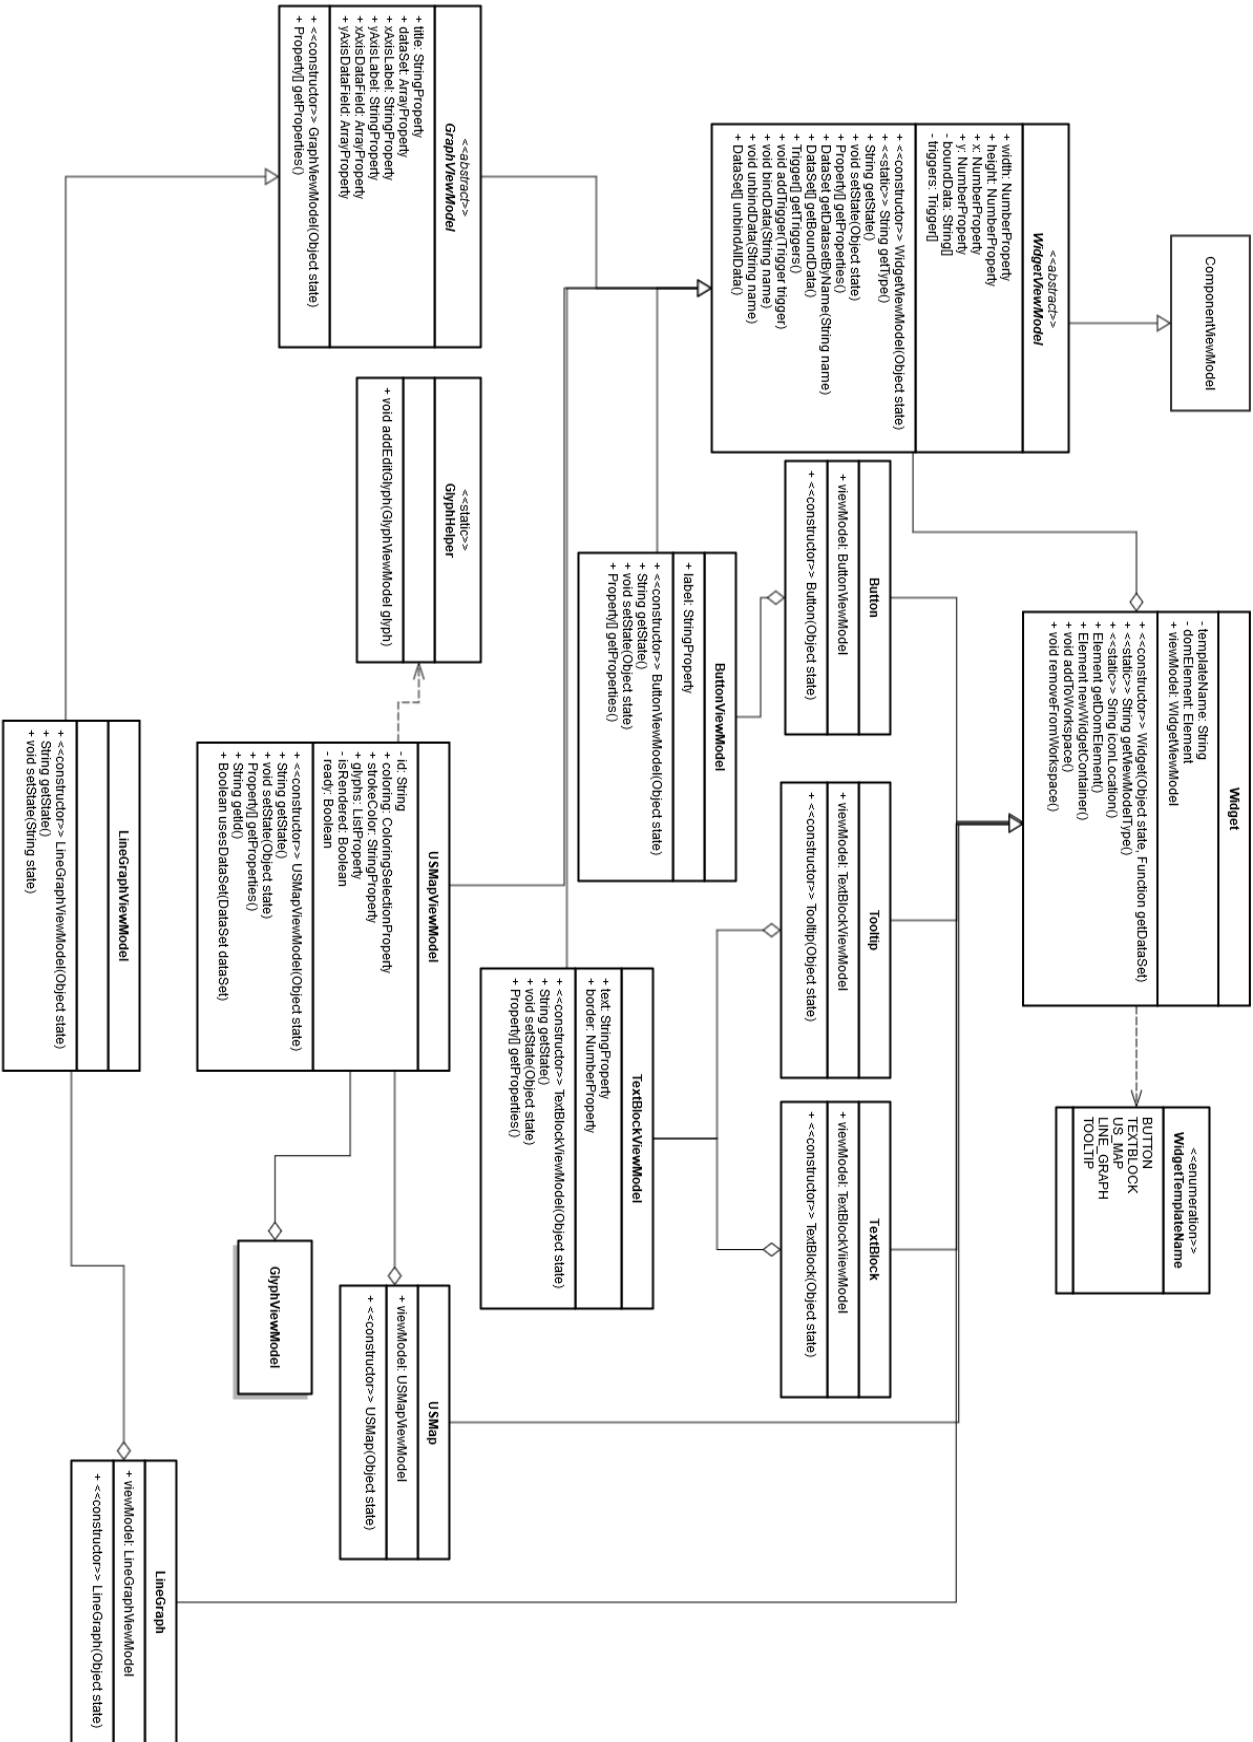 ComponentViewModel
<<abstract>>
WidgetViewModel
+ width: NumberProperty
+ height: NumberProperty
+ x: NumberProperty
+ y: NumberProperty
- boundData: String[]
- triggers: Trigger[]
+ <<constructor>> WidgetViewModel(Object state)
+ <<static>> String getType()
+ String getState()
+ void setState(Object state)
+ Property[] getProperties()
+ DataSet getDatasetByName(String name)
+ DataSet[] getBoundData()
+ Trigger[] getTriggers()
+ void addTrigger(Trigger trigger)
+ void bindData(String name)
+ void unbindData(String name)
+ DataSet[] unbindAllData()
Widget
- templateName: String
- domElement: Element
+ viewModel: WIdgetViewModel
+ <<constructor>> Widget(Object state, Function getDataSet)
+ <<static>> String getViewModelType()
+ <<static>> Sring iconLocation()
+ Element getDomElement()
+ Element newWidgetContainer()
+ void addToWorkspace()
+ void removeFromWorkspace()
<<enumeration>>
WidgetTemplateName
BUTTON
TEXTBLOCK
US_MAP
LINE_GRAPH
TOOLTIP
Button
+ viewModel: ButtonViewModel
+ <<constructor>> Button(Object state)
Tooltip
+ viewModel: TextBlockViewModel
+ <<constructor>> Tooltip(Object state)
TextBlock
+ viewModel: TextBlockViiewModel
+ <<constructor>> TextBlock(Object state)
ButtonViewModel
+ label: StringProperty
+ <<constructor>> ButtonViewModel(Object state)
+ String getState()
+ void setState(Object state)
+ Property[] getProperties()
TextBlockViewModel
+ text: StringProperty
+ border: NumberProperty
+ <<constructor>> TextBlockViewModel(Object state)
+ String getState()
+ void setState(Object state)
+ Property[] getProperties()
<<abstract>>
GraphViewModel
+ title: StringProperty
+ dataSet: ArrayProperty
+ xAxisLabel: StringProperty
+ yAxisLabel: StringProperty
+ xAxisDataField: ArrayProperty
+ yAxisDataField: ArrayProperty
+ <<constructor>> GraphViewModel(Object state)
+ Property[] getProperties()
<<static>>
GlyphHelper
+ void addEditGlyph(GlyphViewModel glyph)
USMapViewModel
- id: String
+ coloring: ColoringSelectionProperty
+ strokeColor: StringProperty
+ glyphs: ListProperty
- isRendered: Boolean
- ready: Boolean
+ <<constructor>> USMapViewModel(Object state)
+ String getState()
+ void setState(Object state)
+ Property[] getProperties()
+ String getId()
+ Boolean usesDataSet(DataSet dataSet)
USMap
+ viewModel: USMapViewModel
+ <<constructor>> USMap(Object state)
GlyphViewModel
LineGraphViewModel
+ <<constructor>> LineGraphViewModel(Object state)
+ String getState()
+ void setState(String state)
LineGraph
+ viewModel: LineGraphViewModel
+ <<constructor>> LineGraph(Object state)